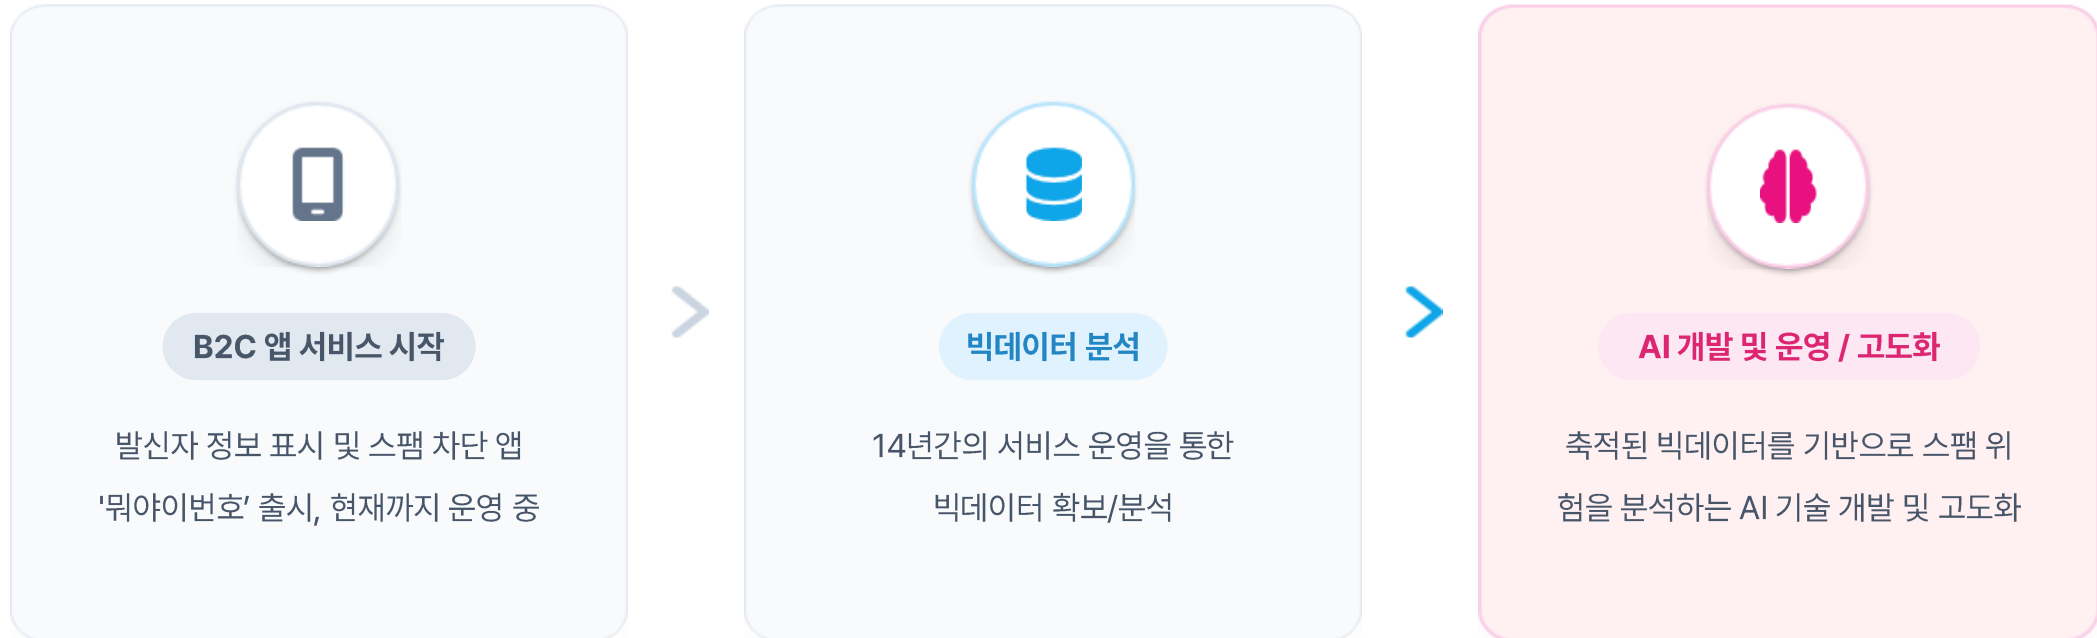 B2C 앱 서비스 시작
발신자 정보 표시 및 스팸 차단 앱
'뭐야이번호’ 출시, 현재까지 운영 중
빅데이터 분석
14년간의 서비스 운영을 통한
빅데이터 확보/분석
AI 개발 및 운영 / 고도화
축적된 빅데이터를 기반으로 스팸 위
험을 분석하는 AI 기술 개발 및 고도화